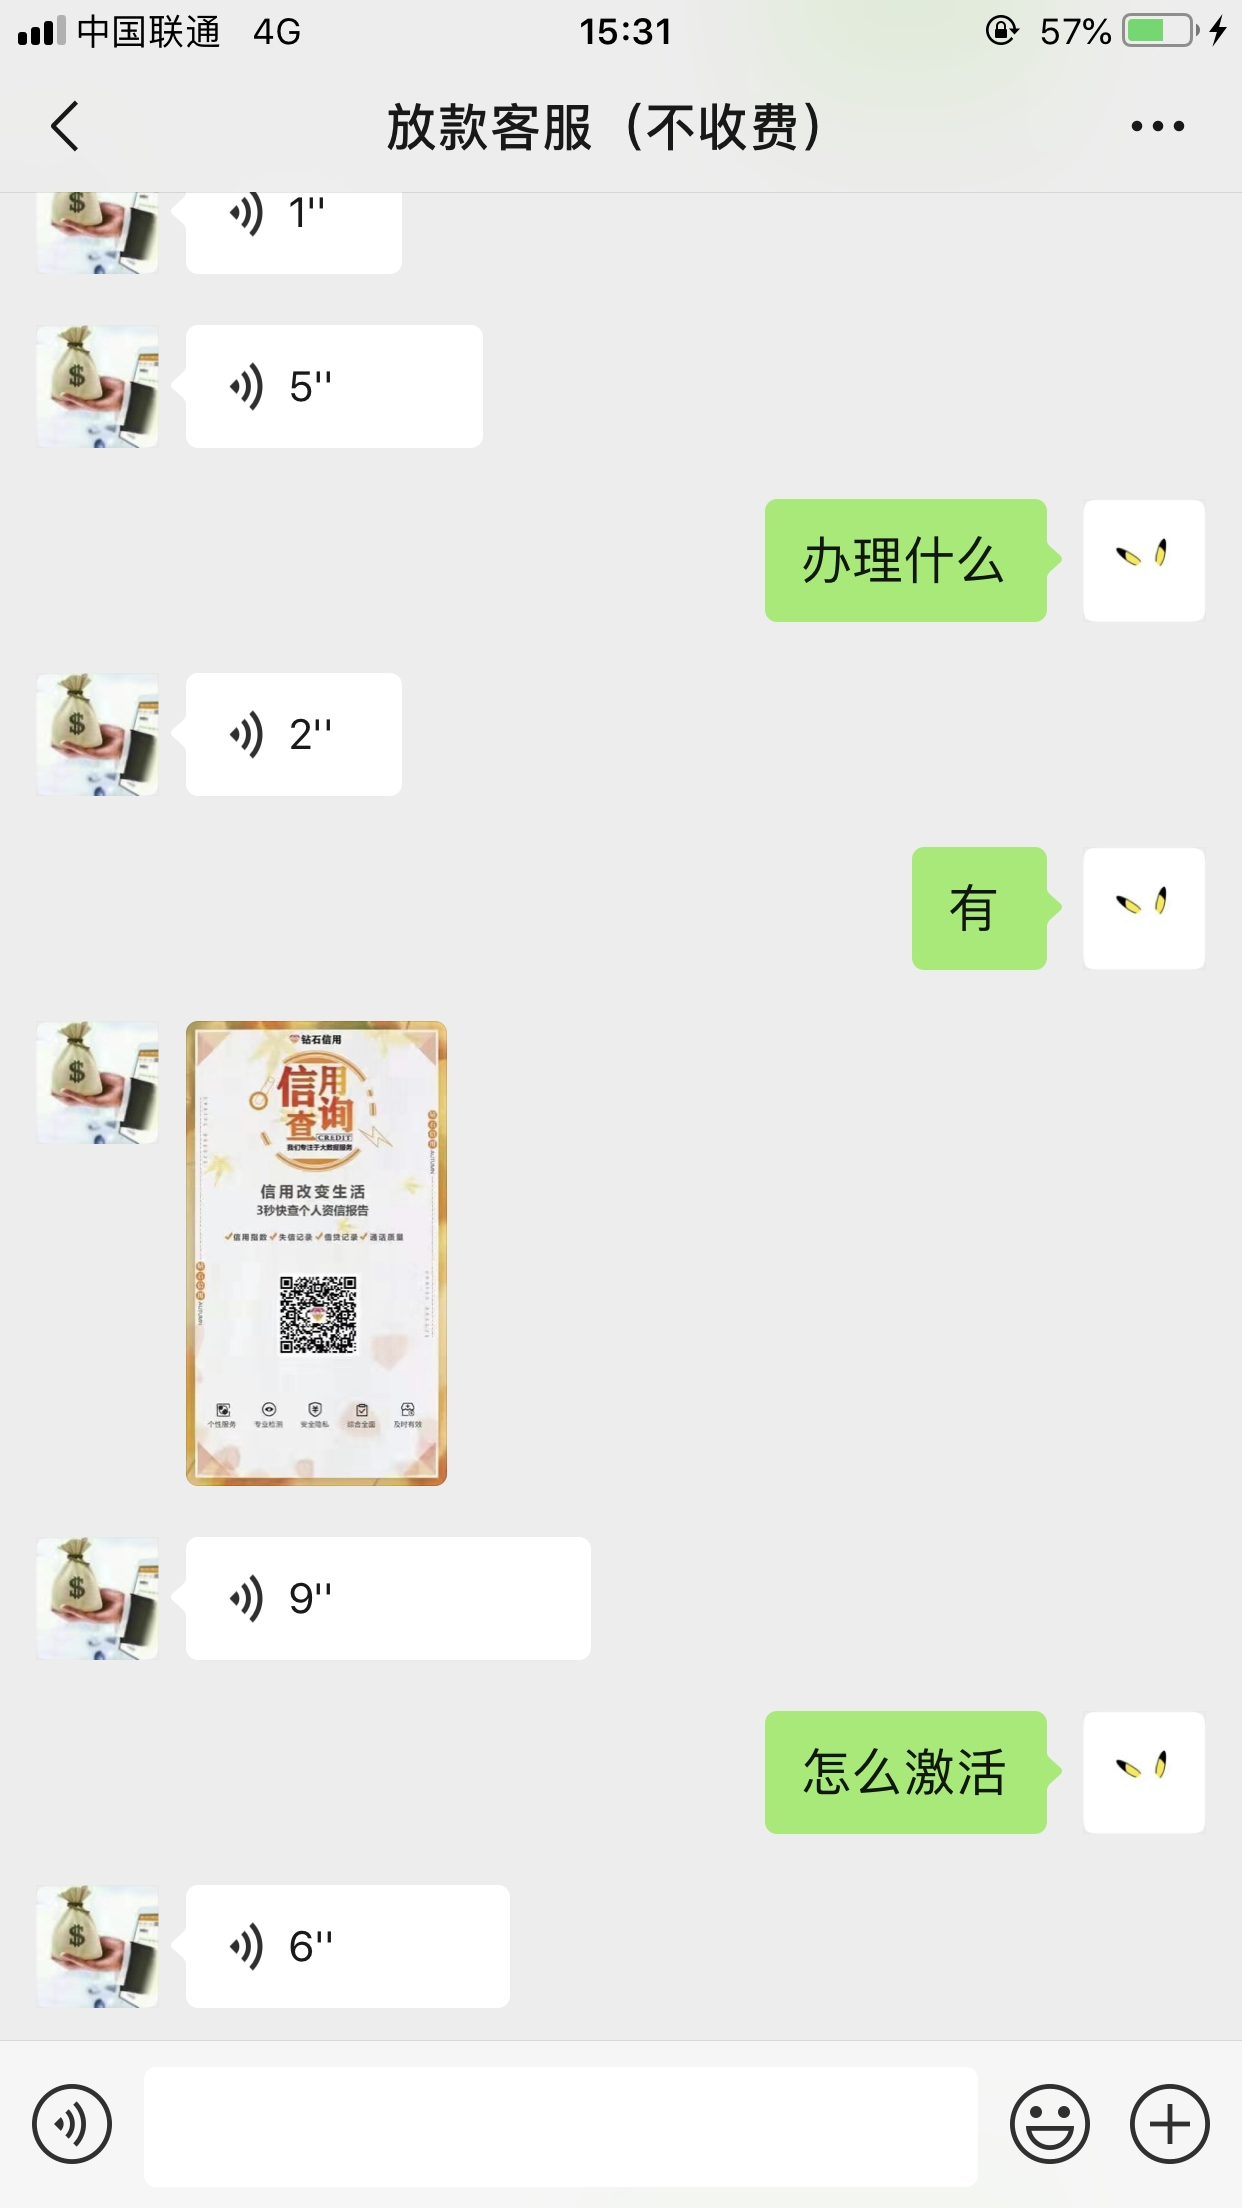 中国联通 4G 15:31 57%
放款客服（不收费）
1''
5''
办理什么
2''
有
钻石信用
信用
查询
CREDIT
我们专注于大数据服务
信用改变生活
3秒快查个人资信报告
✓信用指数✓失信记录✓借贷记录✓通话质量
个性服务 专业检测 安全隐私 综合全面 及时有效
9''
怎么激活
6''